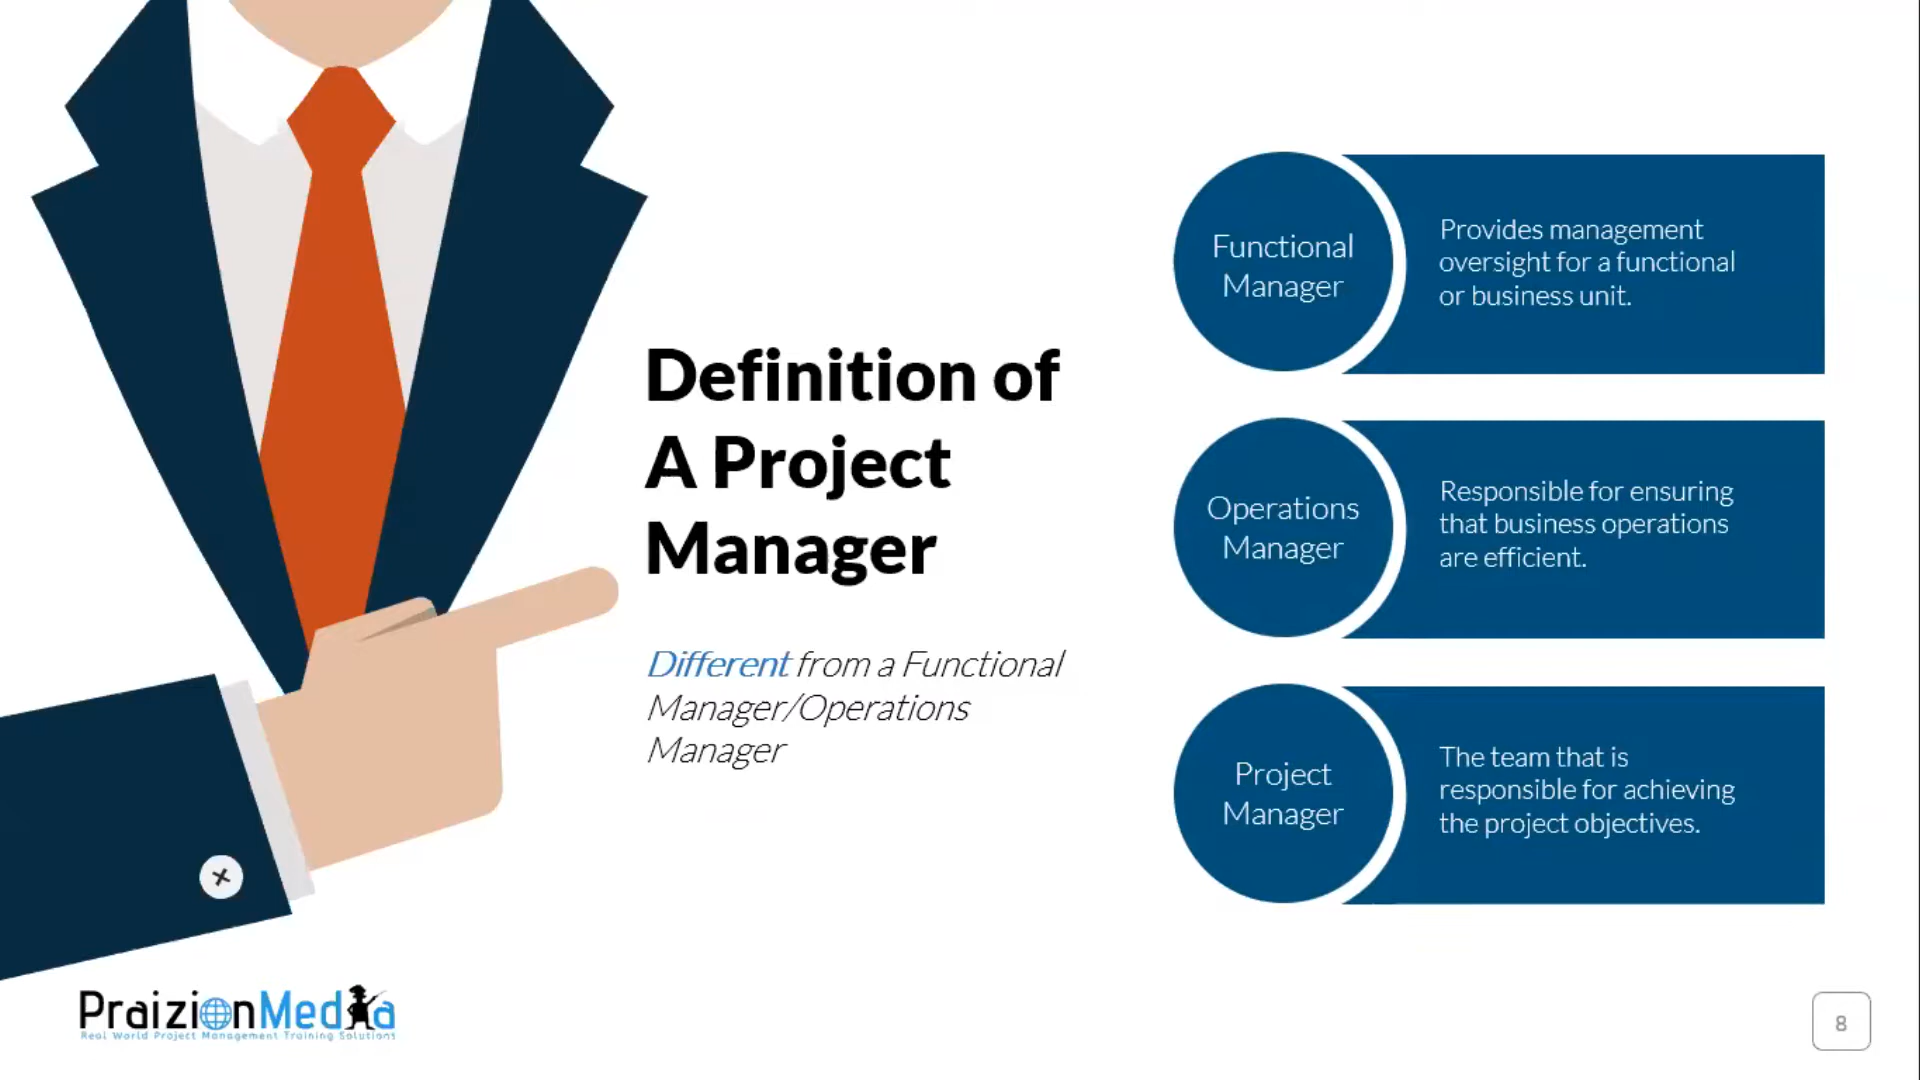 Definition of
A Project
Manager
Different from a Functional
Manager/Operations
Manager
Functional
Manager
Provides management
oversight for a functional
or business unit.
Operations
Manager
Responsible for ensuring
that business operations
are efficient.
Project
Manager
The team that is
responsible for achieving
the project objectives.
PraizionMedia
Real World Project Management Training Solutions
8